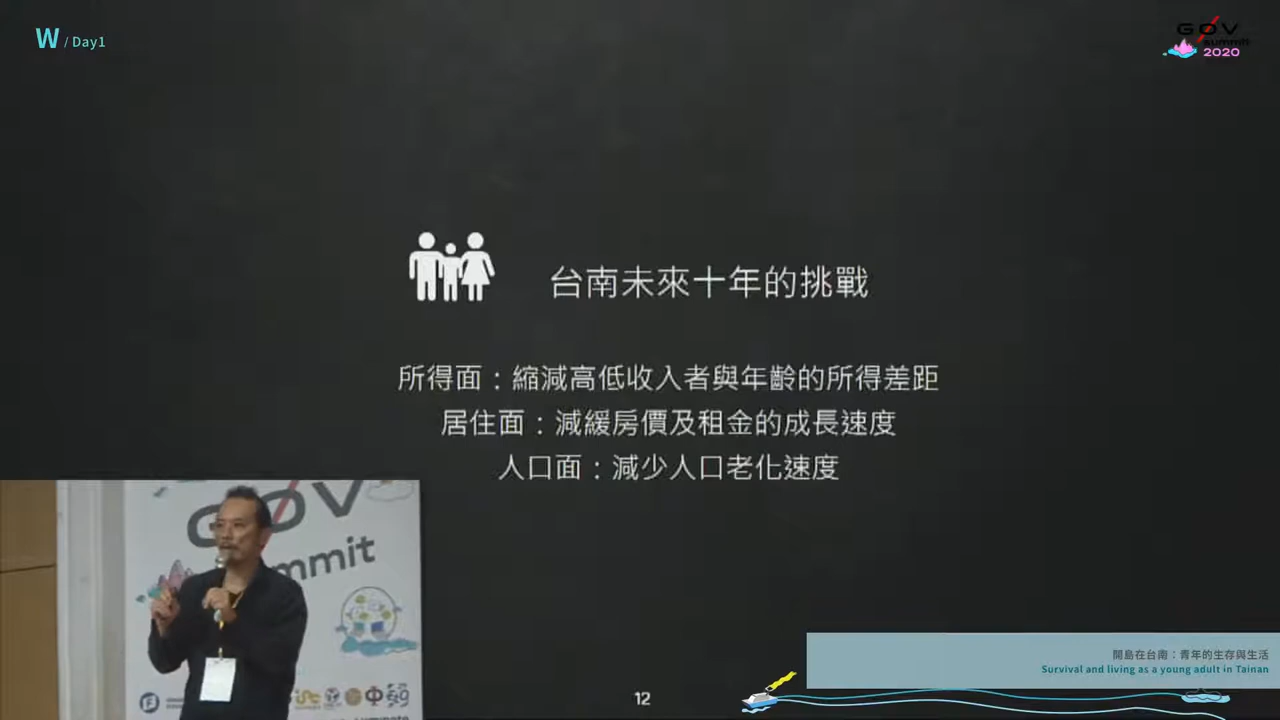 W / Day1
GØV
summit
2020
台南未來十年的挑戰
所得面：縮減高低收入者與年齡的所得差距
居住面：減緩房價及租金的成長速度
人口面：減少人口老化速度
GØV
mmit
12
開島在台南：青年的生存與生活
Survival and living as a young adult in Tainan